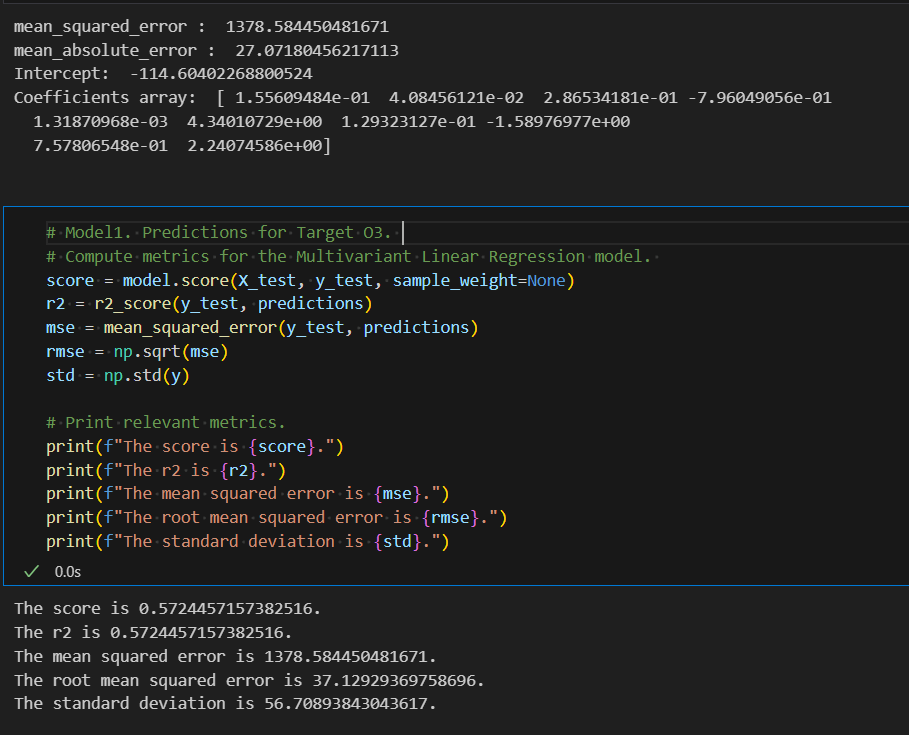 mean_squared_error :  1378.584450481671
mean_absolute_error :  27.07180456217113
Intercept:  -114.60402268800524
Coefficients array:  [ 1.55609484e-01  4.08456121e-02  2.86534181e-01 -7.96049056e-01
  1.31870968e-03  4.34010729e+00  1.29323127e-01 -1.58976977e+00
  7.57806548e-01  2.24074586e+00]
# Model1. Predictions for Target O3.
# Compute metrics for the Multivariant Linear Regression model.
score = model.score(X_test, y_test, sample_weight=None)
r2 = r2_score(y_test, predictions)
mse = mean_squared_error(y_test, predictions)
rmse = np.sqrt(mse)
std = np.std(y)
# Print relevant metrics.
print(f"The score is {score}.")
print(f"The r2 is {r2}.")
print(f"The mean squared error is {mse}.")
print(f"The root mean squared error is {rmse}.")
print(f"The standard deviation is {std}.")
0.0s
The score is 0.5724457157382516.
The r2 is 0.5724457157382516.
The mean squared error is 1378.584450481671.
The root mean squared error is 37.12929369758696.
The standard deviation is 56.70893843043617.